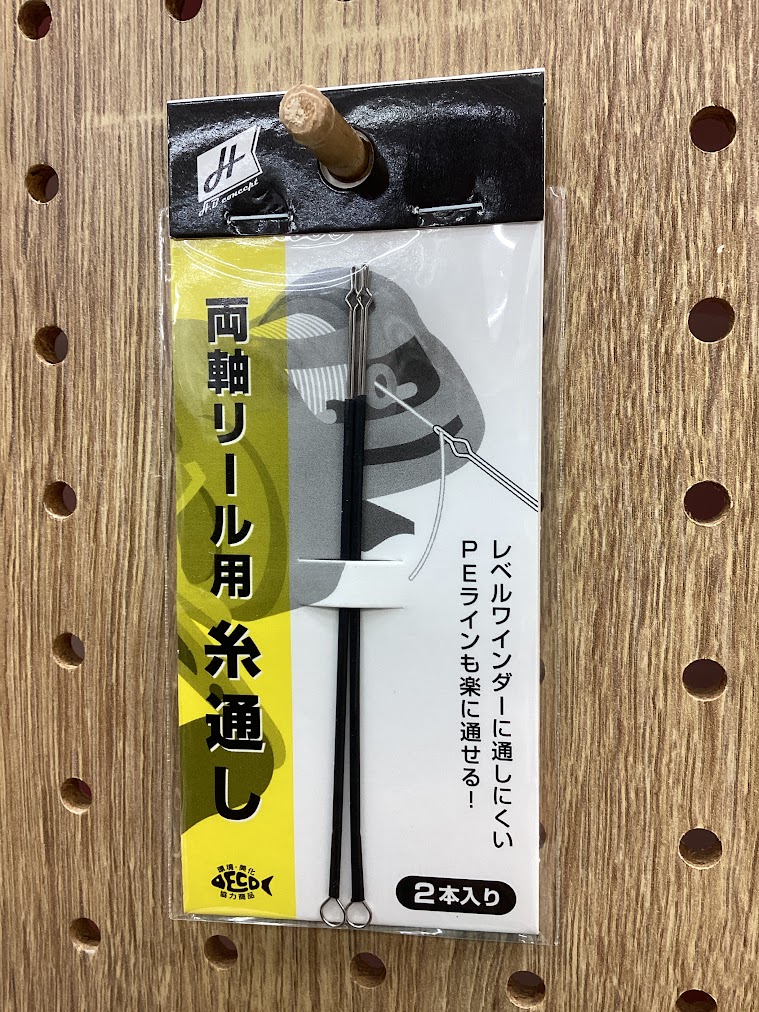 H
H.B concept
両軸リール用 糸通し
レベルワインダーに通しにくい
PEラインも楽に通せる!
環境・美化
DECO
協力商品
2本入り